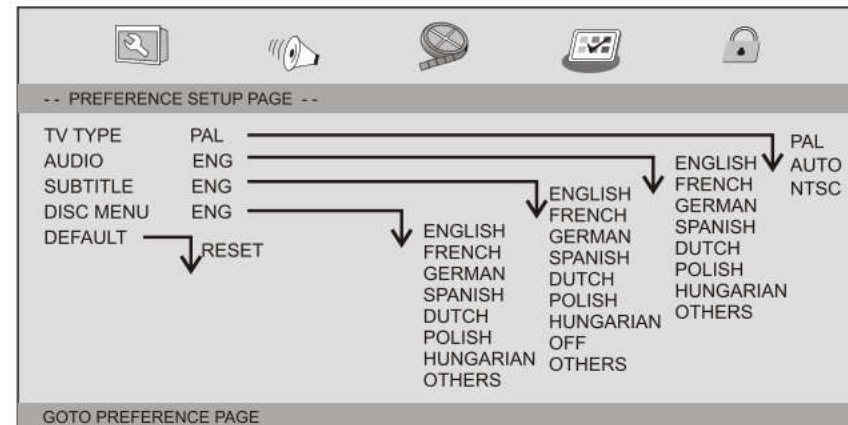 -- PREFERENCE SETUP PAGE --
TV TYPE PAL
AUDIO ENG
SUBTITLE ENG
DISC MENU ENG
DEFAULT
RESET
ENGLISH
FRENCH
GERMAN
SPANISH
DUTCH
POLISH
HUNGARIAN
OTHERS
ENGLISH
FRENCH
GERMAN
SPANISH
DUTCH
POLISH
HUNGARIAN
OFF
OTHERS
ENGLISH
FRENCH
GERMAN
SPANISH
DUTCH
POLISH
HUNGARIAN
OTHERS
PAL
AUTO
NTSC
GOTO PREFERENCE PAGE